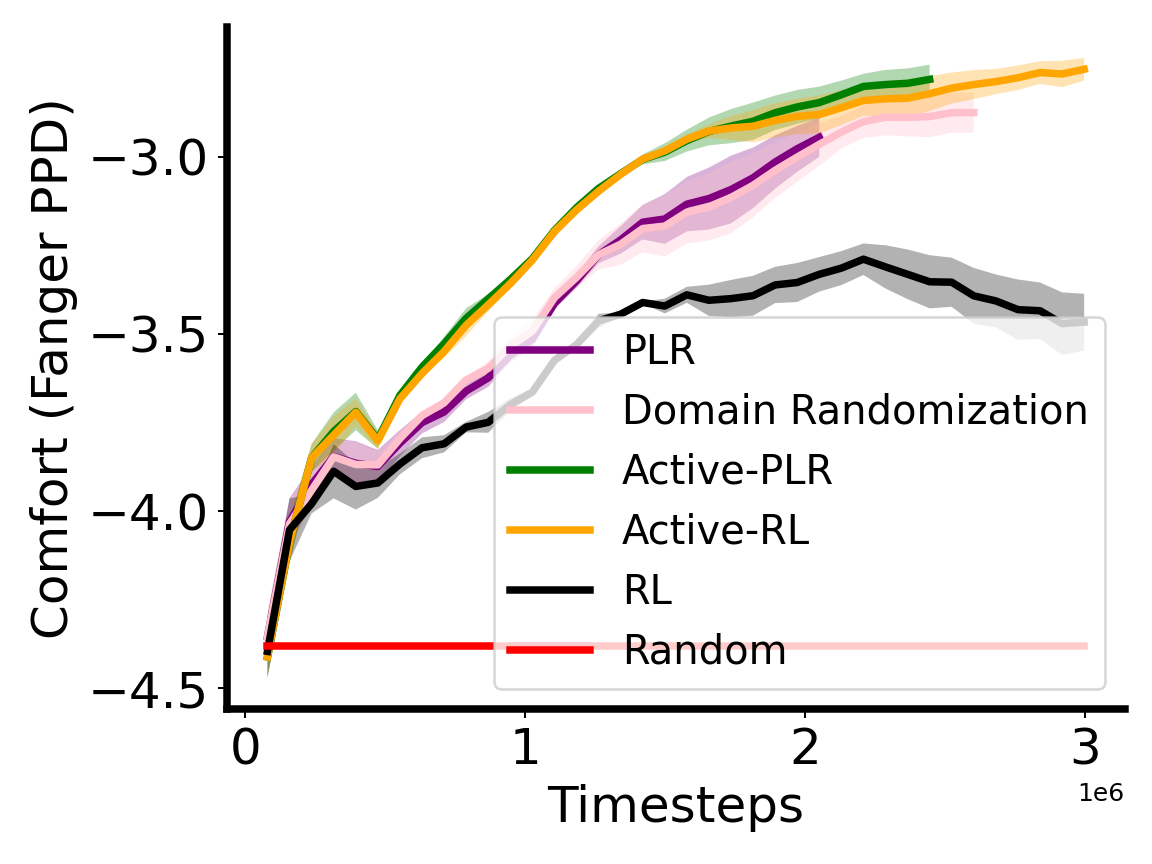 Comfort (Fanger PPD)
−3.0
−3.5
−4.0
−4.5
PLR
Domain Randomization
Active-PLR
Active-RL
RL
Random
0
1
2
3
1e6
Timesteps